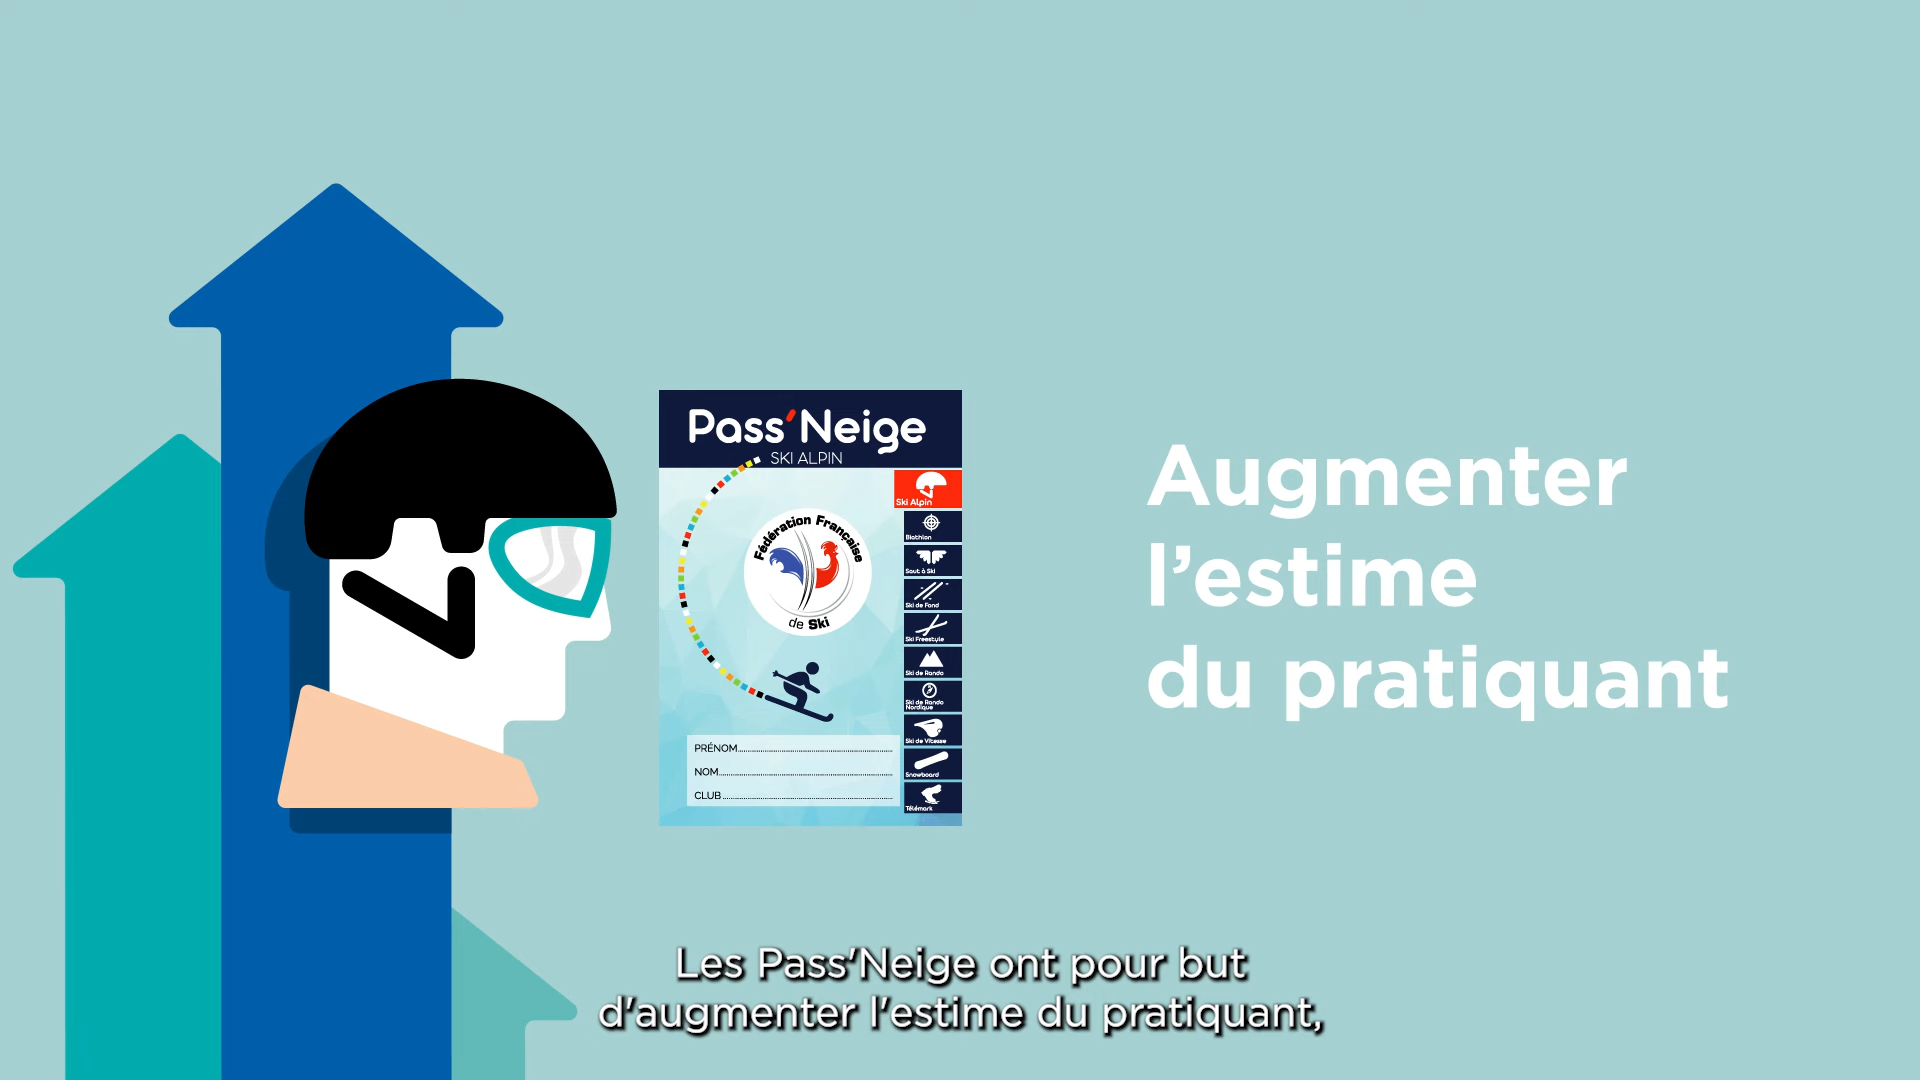 Pass'Neige
SKI ALPIN
Ski Alpin
Fédération Française
de Ski
Biathlon
Saut à Ski
Ski de Fond
Ski Freestyle
Ski de Rando
Ski de Rando
Nordique
Ski de Vitesse
Snowboard
Télémark
PRÉNOM
NOM
CLUB
Augmenter
l’estime
du pratiquant
Les Pass'Neige ont pour but
d'augmenter l'estime du pratiquant,